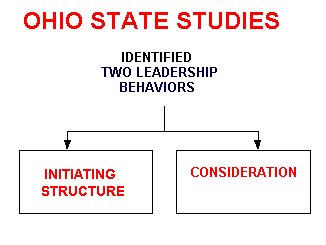 OHIO STATE STUDIES
IDENTIFIED
TWO LEADERSHIP
BEHAVIORS
INITIATING
STRUCTURE
CONSIDERATION